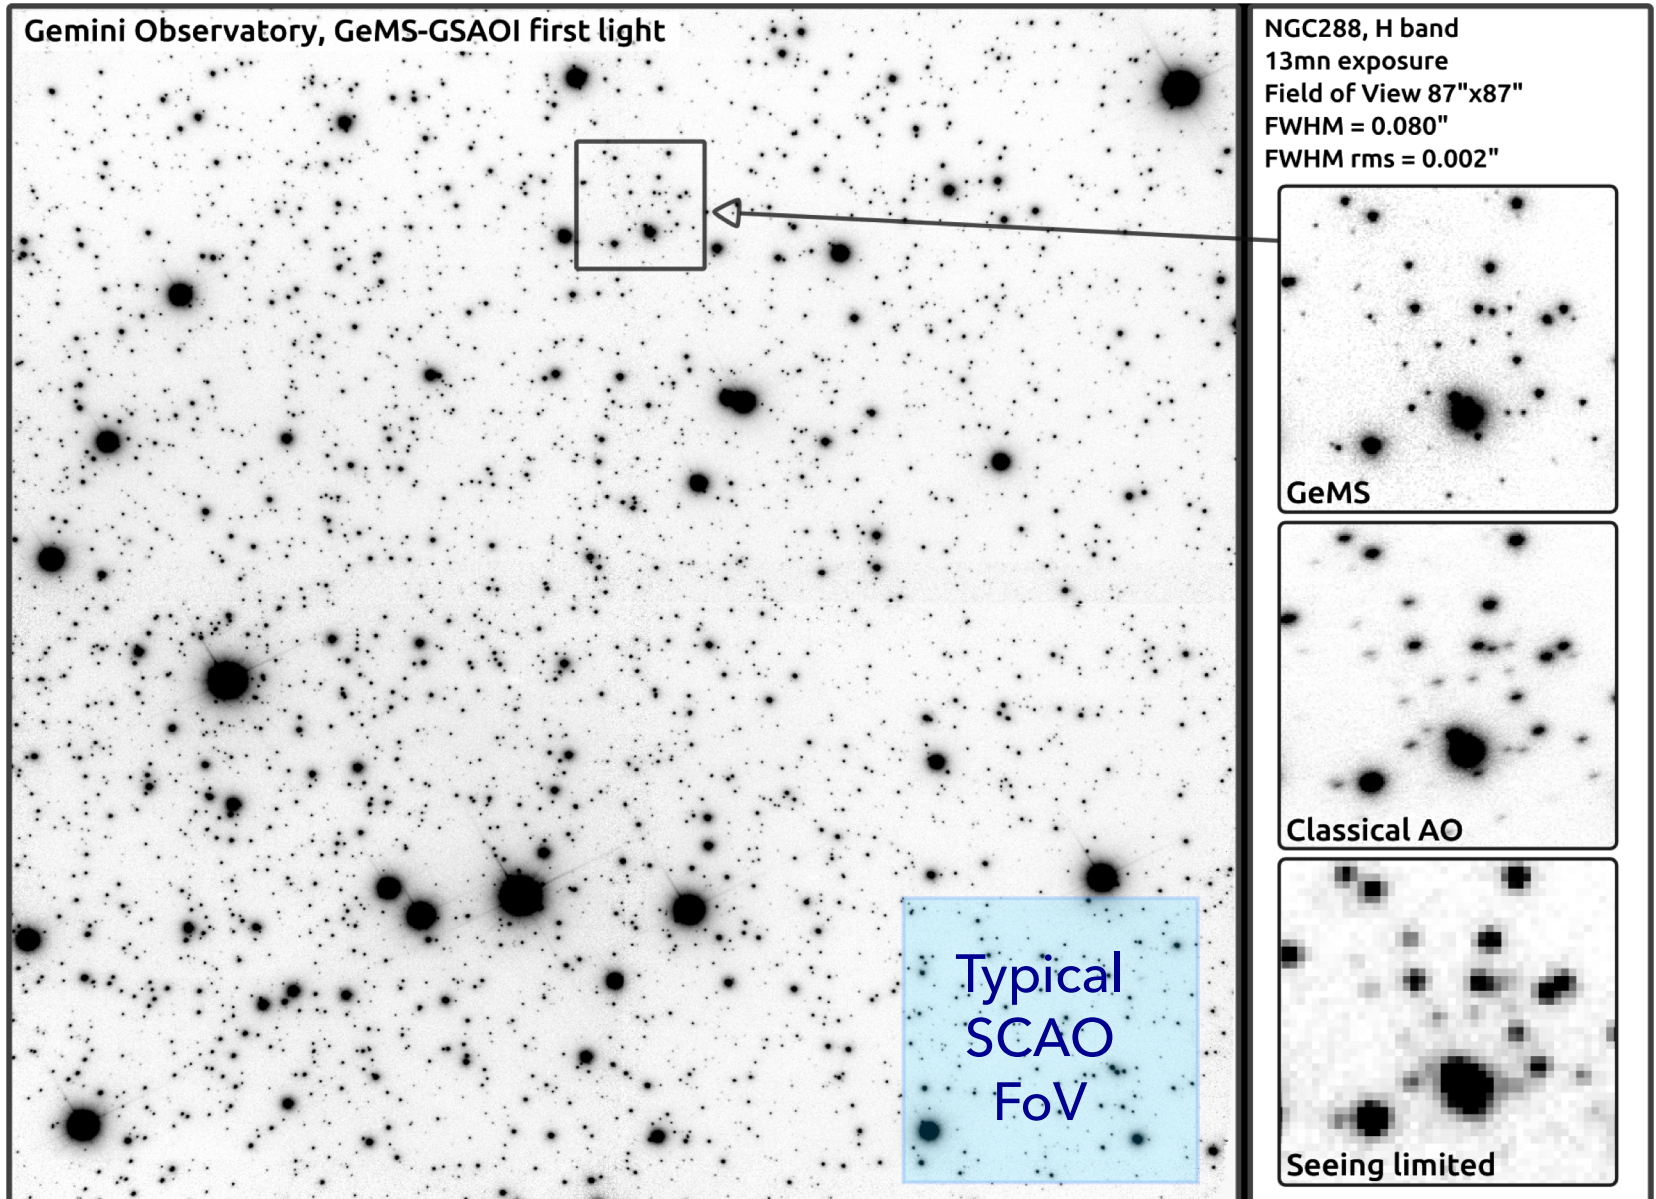 Gemini Observatory, GeMS-GSAOI first light
NGC288, H band
13mn exposure
Field of View 87"x87"
FWHM = 0.080"
FWHM rms = 0.002"
GeMS
Classical AO
Seeing limited
Typical
SCAO
FoV